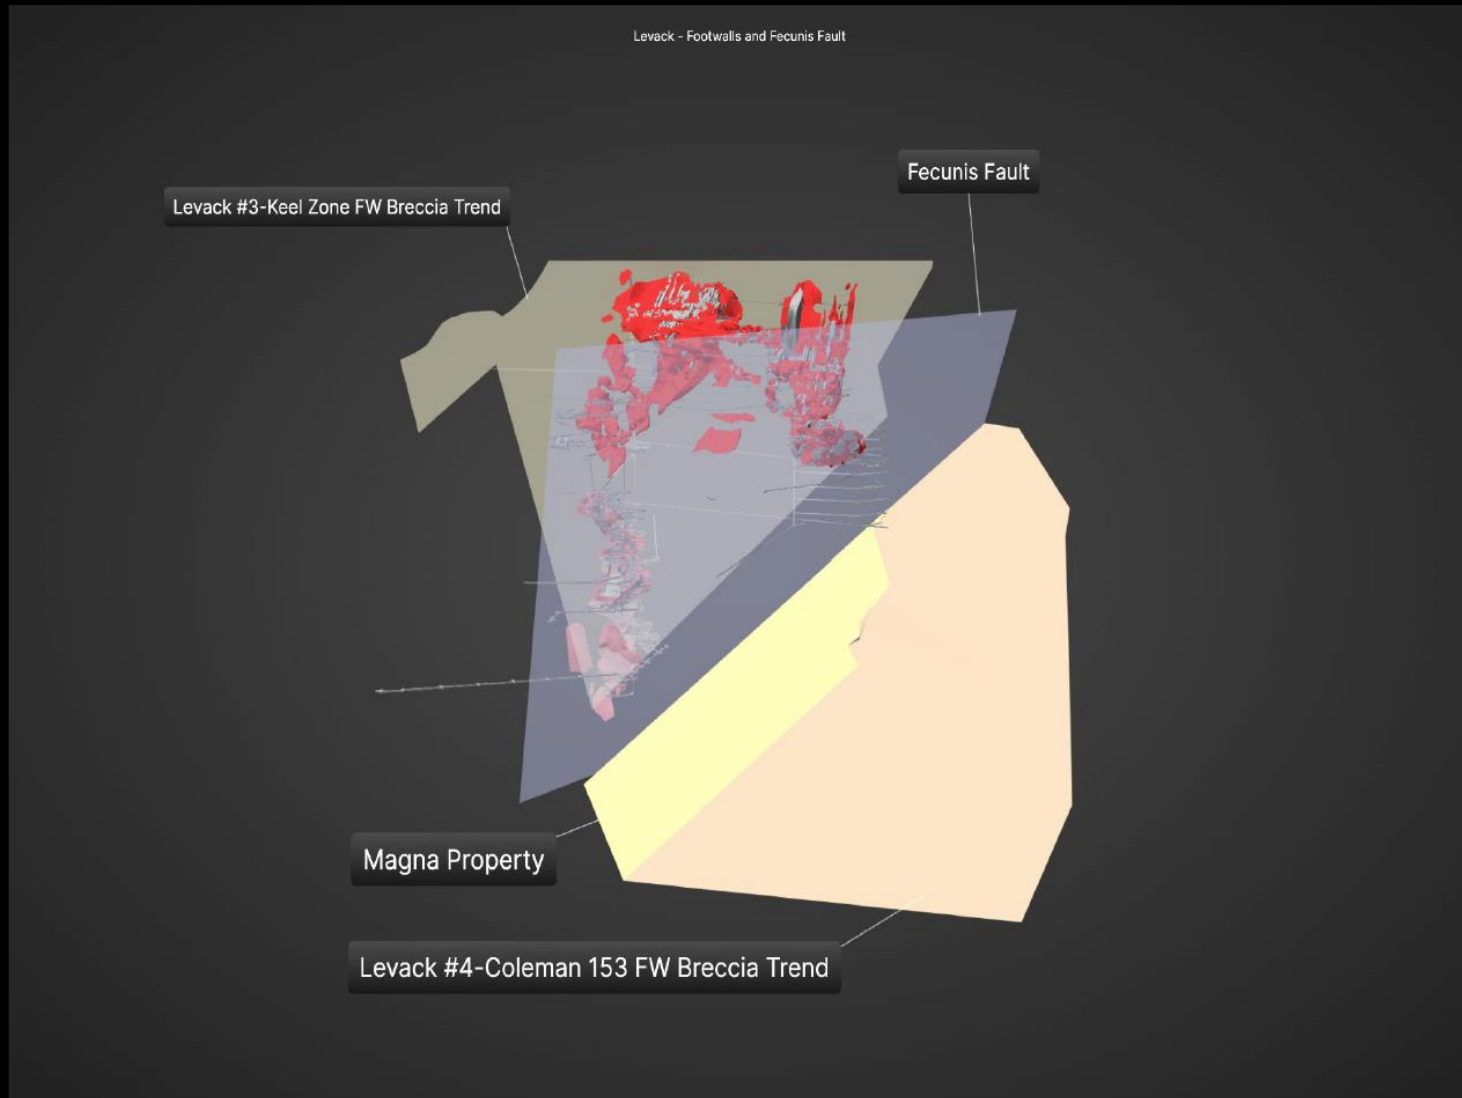 Levack - Footwalls and Fecunis Fault
Fecunis Fault
Levack #3-Keel Zone FW Breccia Trend
Magna Property
Levack #4-Coleman 153 FW Breccia Trend